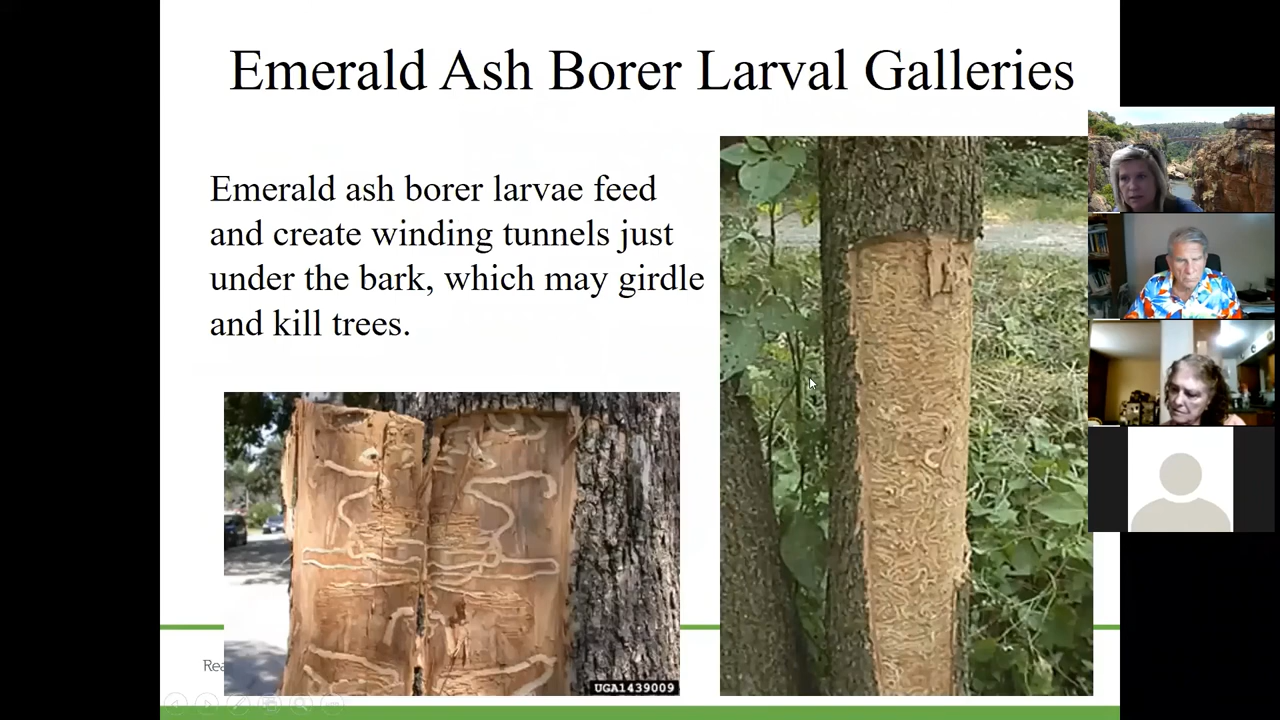 Emerald Ash Borer Larval Galleries
Emerald ash borer larvae feed
and create winding tunnels just
under the bark, which may girdle
and kill trees.
UGA1439009
Rea